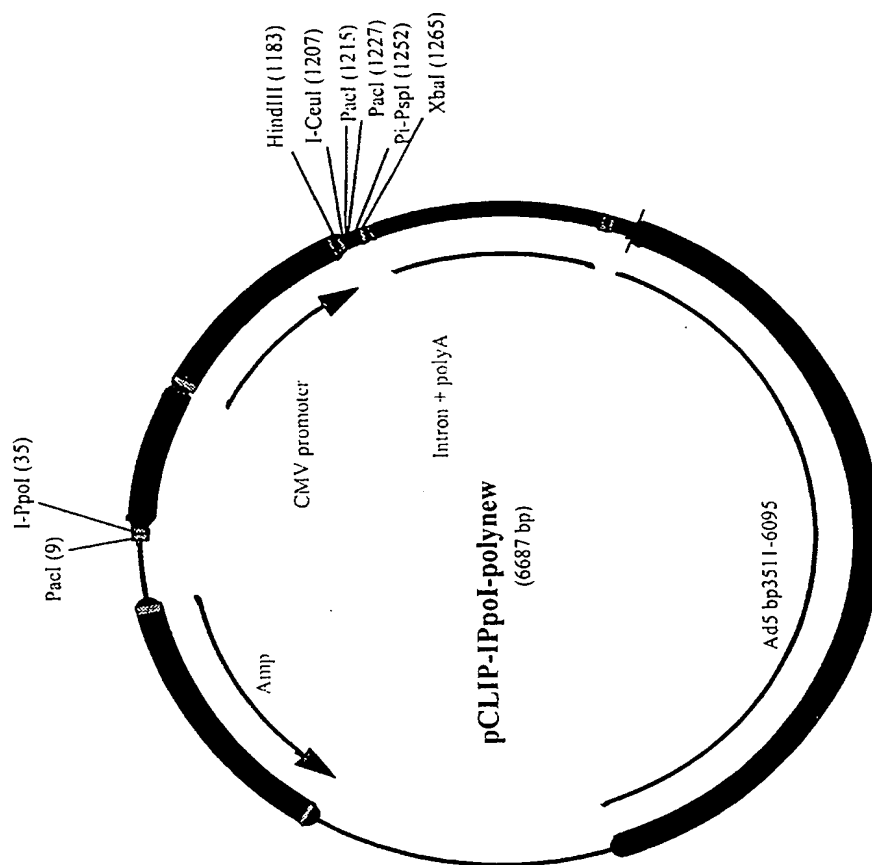 PacI (9)
I-PpoI (35)
HindIII (1183)
I-CeuI (1207)
PacI (1215)
PacI (1227)
Pi-PspI (1252)
XbaI (1265)
Amp
CMV promoter
Intron + polyA
pCLIP-IPpoI-polynew
(6687 bp)
Ad5 bp3511-6095